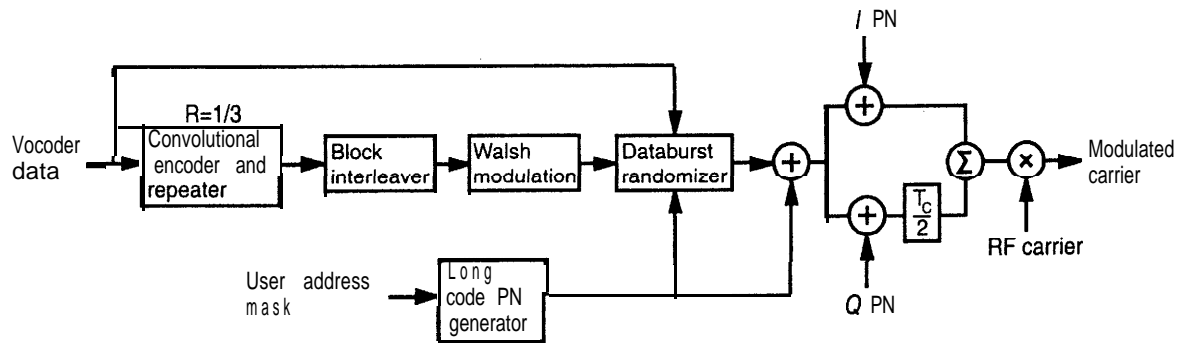 I PN
R=1/3
Vocoder
data
Convolutional
encoder and
repeater
Block
interleaver
Walsh
modulation
Databurst
randomizer
+
+
+
Σ
×
Modulated
carrier
T_c
2
RF carrier
User address
mask
Long
code PN
generator
Q PN